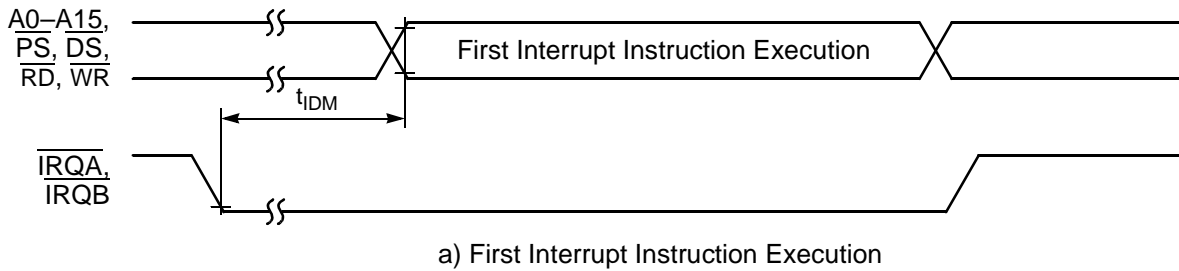 A0–A15,
PS, DS,
RD, WR
First Interrupt Instruction Execution
tIDM
IRQA,
IRQB
a) First Interrupt Instruction Execution